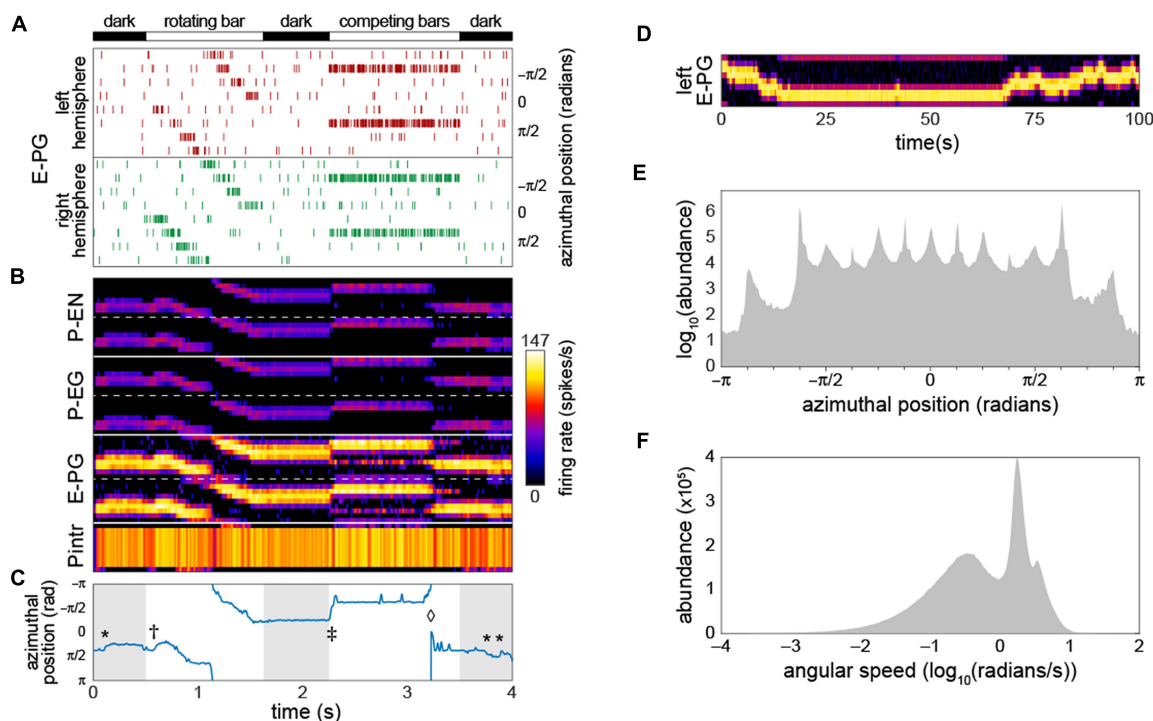 A
dark rotating bar dark competing bars dark
E-PG
left hemisphere
right hemisphere
−π/2
0
π/2
−π/2
0
π/2
azimuthal position (radians)
B
P-EN
P-EG
E-PG
Pintr
147
0
firing rate (spikes/s)
C
azimuthal position (rad)
−π
−π/2
0
π/2
π
* † ‡ ◊ * *
0 1 2 3 4
time (s)
D
left E-PG
0 25 50 75 100
time(s)
E
log10(abundance)
6
5
4
3
2
1
0
−π −π/2 0 π/2 π
azimuthal position (radians)
F
abundance (x10⁵)
4
3
2
1
0
−4 −3 −2 −1 0 1 2
angular speed (log10(radians/s))